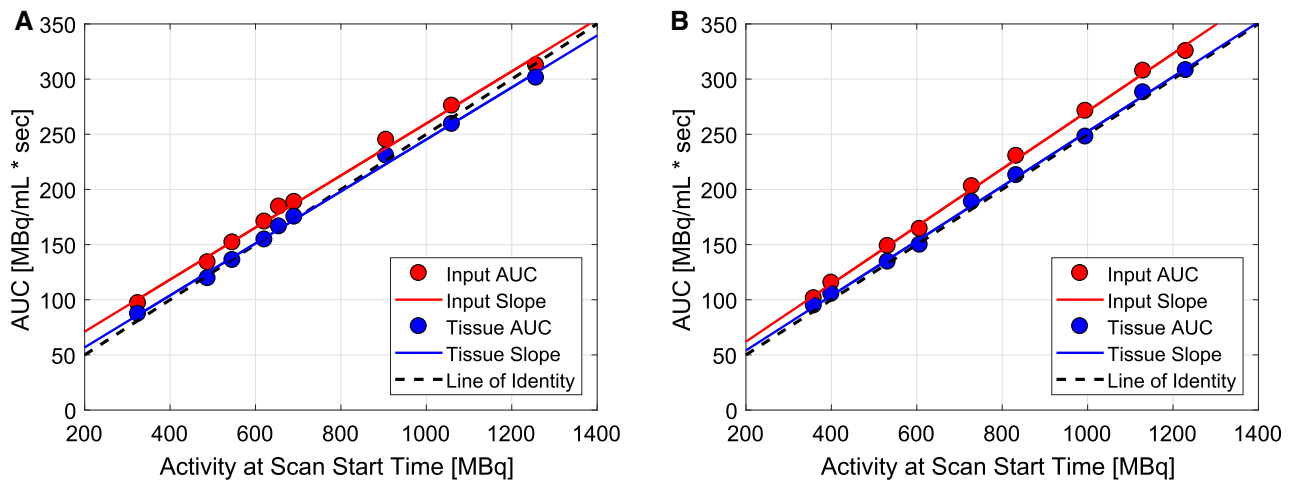 A
350
300
250
200
150
100
50
0
AUC [MBq/mL * sec]
200 400 600 800 1000 1200 1400
Activity at Scan Start Time [MBq]
Input AUC
Input Slope
Tissue AUC
Tissue Slope
Line of Identity
B
350
300
250
200
150
100
50
0
AUC [MBq/mL * sec]
200 400 600 800 1000 1200 1400
Activity at Scan Start Time [MBq]
Input AUC
Input Slope
Tissue AUC
Tissue Slope
Line of Identity